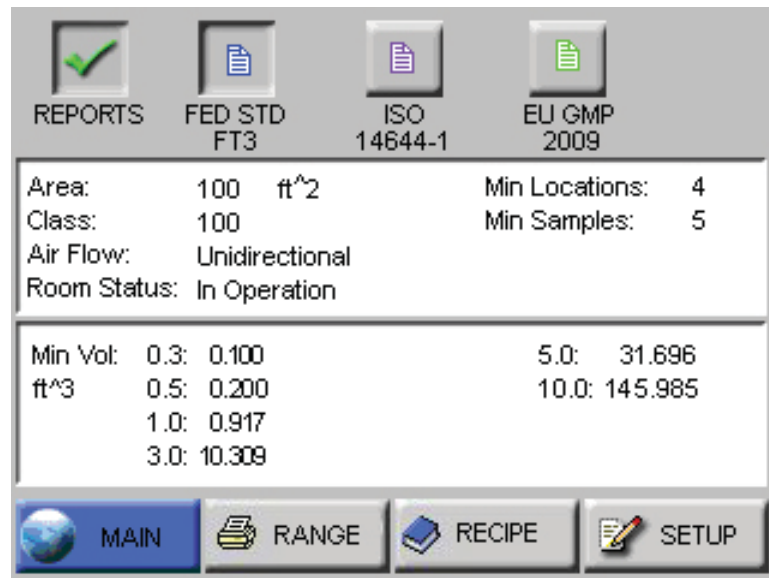 REPORTS FED STD FT3 ISO 14644-1 EU GMP 2009
Area: 100 ft^2 Min Locations: 4
Class: 100 Min Samples: 5
Air Flow: Unidirectional
Room Status: In Operation
Min Vol: 0.3: 0.100 5.0: 31.696
ft^3 0.5: 0.200 10.0: 145.985
1.0: 0.917
3.0: 10.309
MAIN RANGE RECIPE SETUP